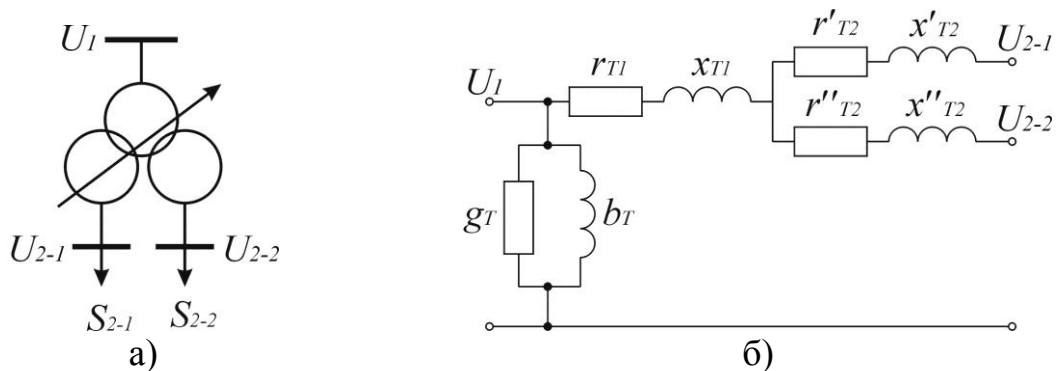 U1
U2-1
U2-2
S2-1
S2-2
а)
U1
rT1
xT1
r'T2
x'T2
U2-1
r''T2
x''T2
U2-2
gT
bT
б)